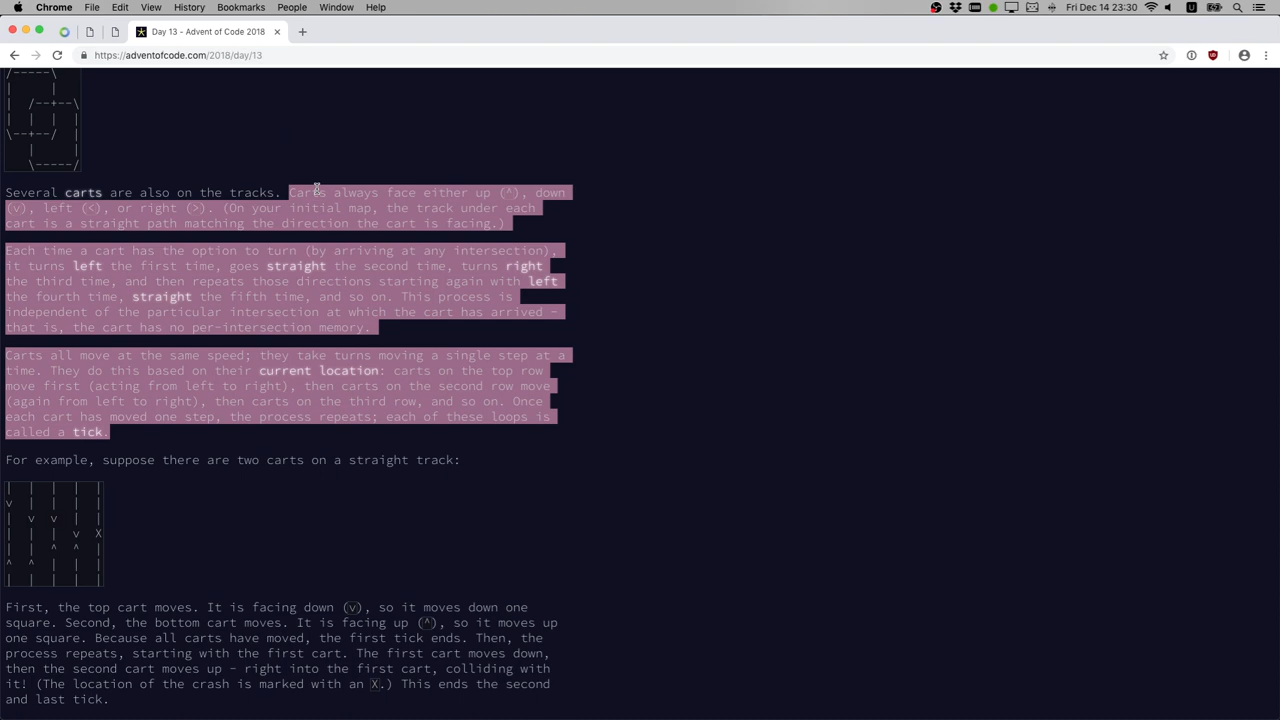 Chrome File Edit View History Bookmarks People Window Help Fri Dec 14 23:30
Day 13 - Advent of Code 2018
https://adventofcode.com/2018/day/13
/-----\
|     |
|  /--+--\
|  |  |  |
\--+--/  |
   |     |
   \-----/
Several carts are also on the tracks. Carts always face either up (^), down
(v), left (<), or right (>). (On your initial map, the track under each
cart is a straight path matching the direction the cart is facing.)
Each time a cart has the option to turn (by arriving at any intersection),
it turns left the first time, goes straight the second time, turns right
the third time, and then repeats those directions starting again with left
the fourth time, straight the fifth time, and so on. This process is
independent of the particular intersection at which the cart has arrived -
that is, the cart has no per-intersection memory.
Carts all move at the same speed; they take turns moving a single step at a
time. They do this based on their current location: carts on the top row
move first (acting from left to right), then carts on the second row move
(again from left to right), then carts on the third row, and so on. Once
each cart has moved one step, the process repeats; each of these loops is
called a tick.
For example, suppose there are two carts on a straight track:
|  |  |  |  |
v  |  |  |  |
|  v  v  |  |
|  |  |  v  X
|  |  ^  ^  |
^  ^  |  |  |
|  |  |  |  |
First, the top cart moves. It is facing down (v), so it moves down one
square. Second, the bottom cart moves. It is facing up (^), so it moves up
one square. Because all carts have moved, the first tick ends. Then, the
process repeats, starting with the first cart. The first cart moves down,
then the second cart moves up - right into the first cart, colliding with
it! (The location of the crash is marked with an X.) This ends the second
and last tick.